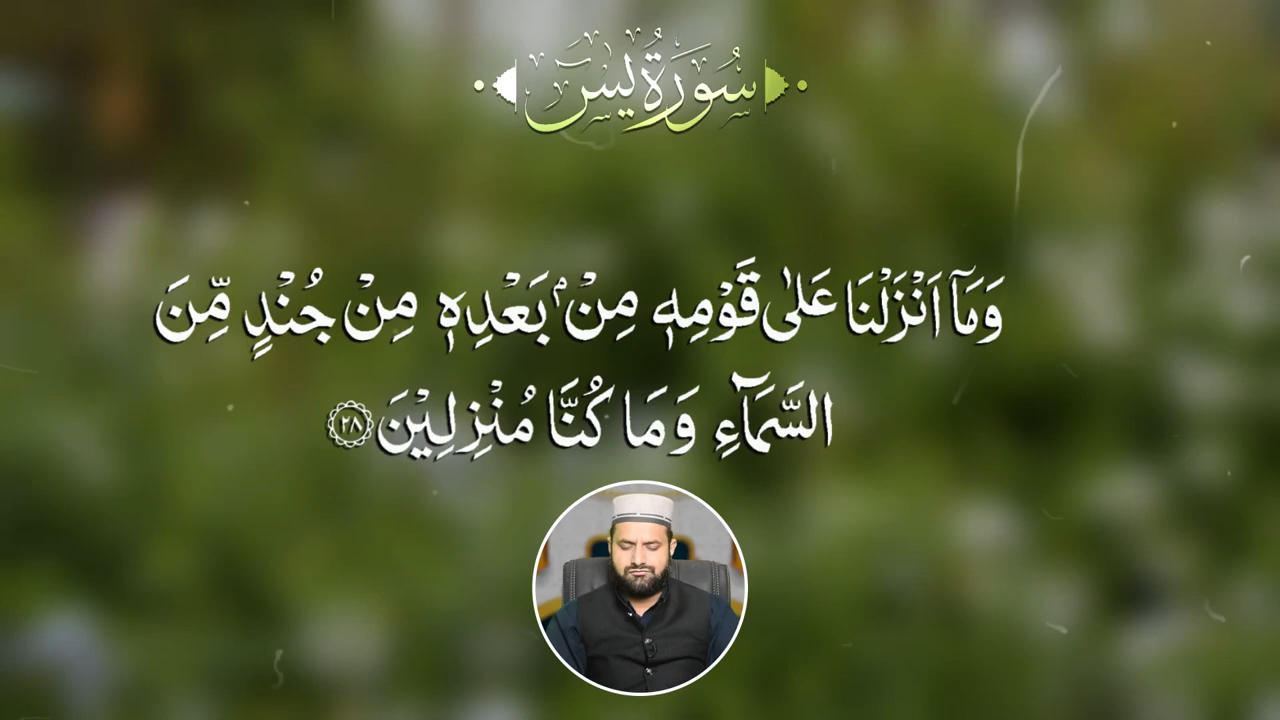 سُورَةُ يٰسٓ
وَمَآ اَنْزَلْنَا عَلٰى قَوْمِهٖ مِنْۢ بَعْدِهٖ مِنْ جُنْدٍ مِّنَ
السَّمَآءِ وَمَا كُنَّا مُنْزِلِيْنَ ۝٢٨